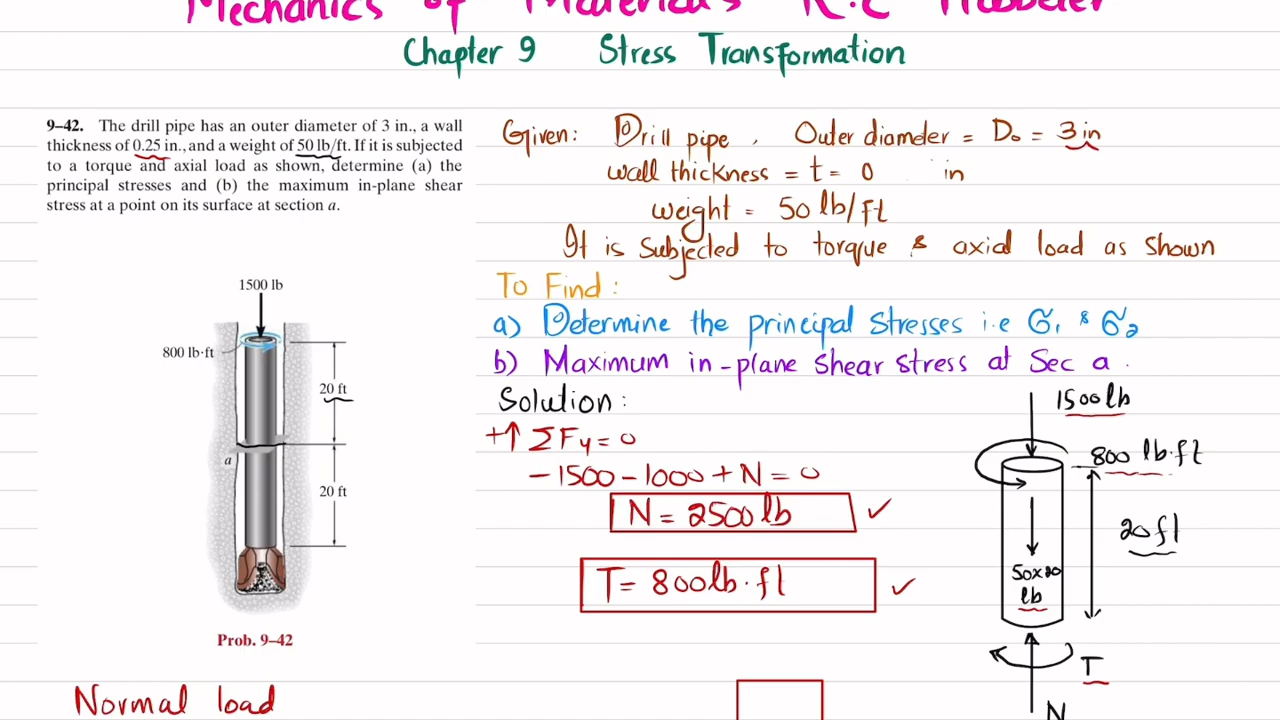 Mechanics of Materials R.C Hibbeler
Chapter 9 Stress Transformation
9–42. The drill pipe has an outer diameter of 3 in., a wall
thickness of 0.25 in., and a weight of 50 lb/ft. If it is subjected
to a torque and axial load as shown, determine (a) the
principal stresses and (b) the maximum in-plane shear
stress at a point on its surface at section a.
1500 lb
800 lb·ft
20 ft
a
20 ft
Prob. 9–42
Normal load
Given: Drill pipe , Outer diameter = Do = 3 in
wall thickness = t = 0 in
weight = 50 lb/ft
It is subjected to torque & axial load as shown
To Find :
a) Determine the principal stresses i.e σ1 & σ2
b) Maximum in-plane shear stress at Sec a .
Solution :
+↑ ΣFy = 0
- 1500 - 1000 + N = 0
N = 2500 lb ✓
T = 800 lb·ft ✓
1500 lb
800 lb·ft
20 ft
lb
T
N